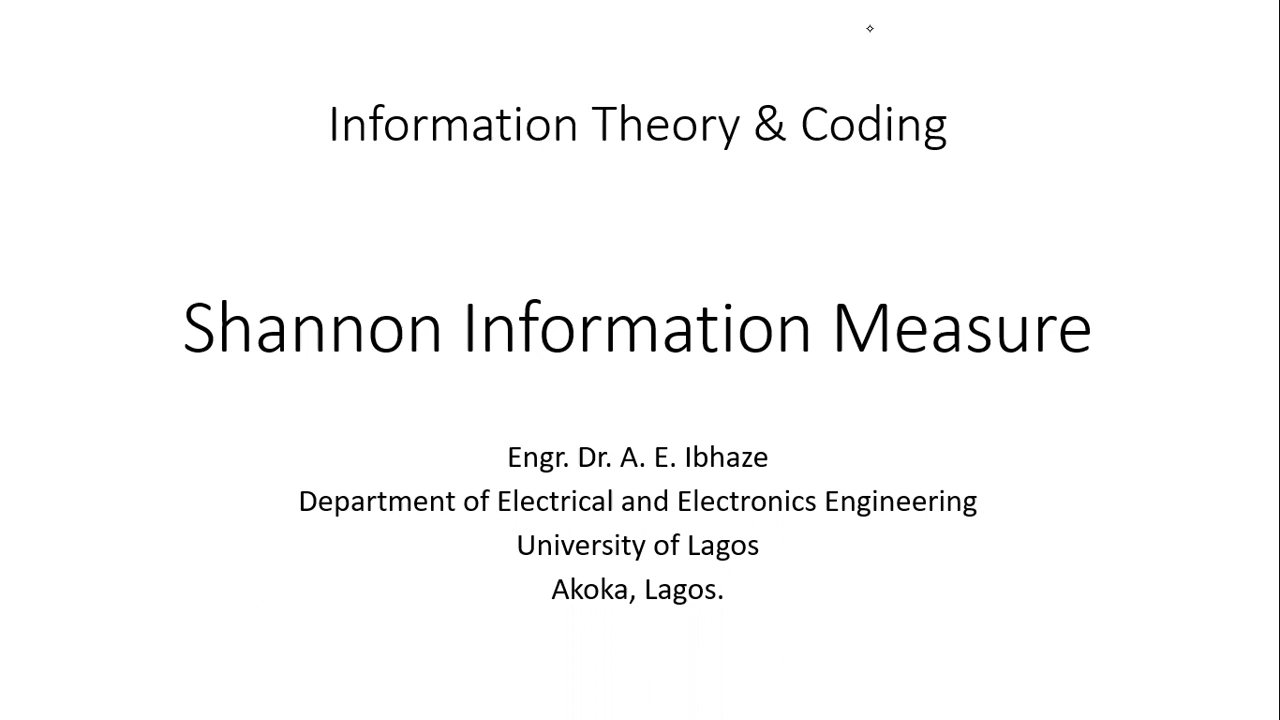 Information Theory & Coding
Shannon Information Measure
Engr. Dr. A. E. Ibhaze
Department of Electrical and Electronics Engineering
University of Lagos
Akoka, Lagos.